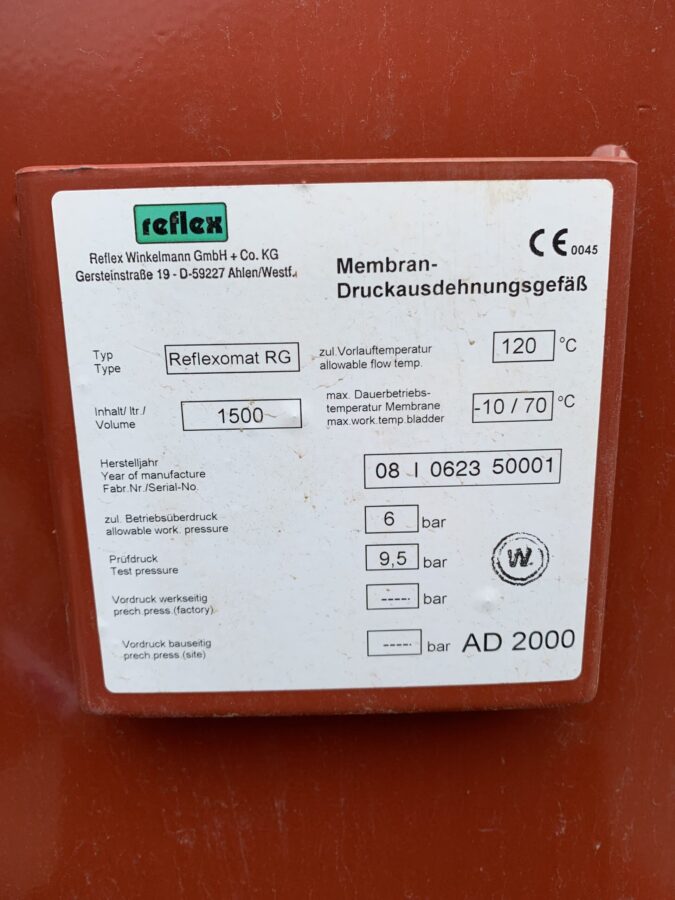 reflex
Reflex Winkelmann GmbH + Co. KG
Gersteinstraße 19 - D-59227 Ahlen/Westf.
CE 0045
Membran-
Druckausdehnungsgefäß
Typ
Type
Reflexomat RG
zul.Vorlauftemperatur
allowable flow temp.
120 °C
Inhalt/ ltr./
Volume
1500
max. Dauerbetriebs-
temperatur Membrane
max.work.temp.bladder
-10 / 70 °C
Herstelljahr
Year of manufacture
Fabr.Nr./Serial-No.
08 I 0623 50001
zul. Betriebsüberdruck
allowable work. pressure
6 bar
Prüfdruck
Test pressure
9,5 bar
W.
Vordruck werkseitig
prech.press.(factory)
----- bar
Vordruck bauseitig
prech.press.(site)
----- bar
AD 2000